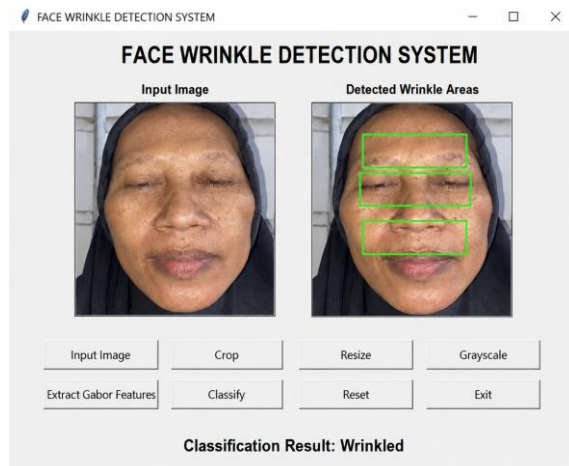 FACE WRINKLE DETECTION SYSTEM
FACE WRINKLE DETECTION SYSTEM
Input Image Detected Wrinkle Areas
Input Image Crop Resize Grayscale
Extract Gabor Features Classify Reset Exit
Classification Result: Wrinkled